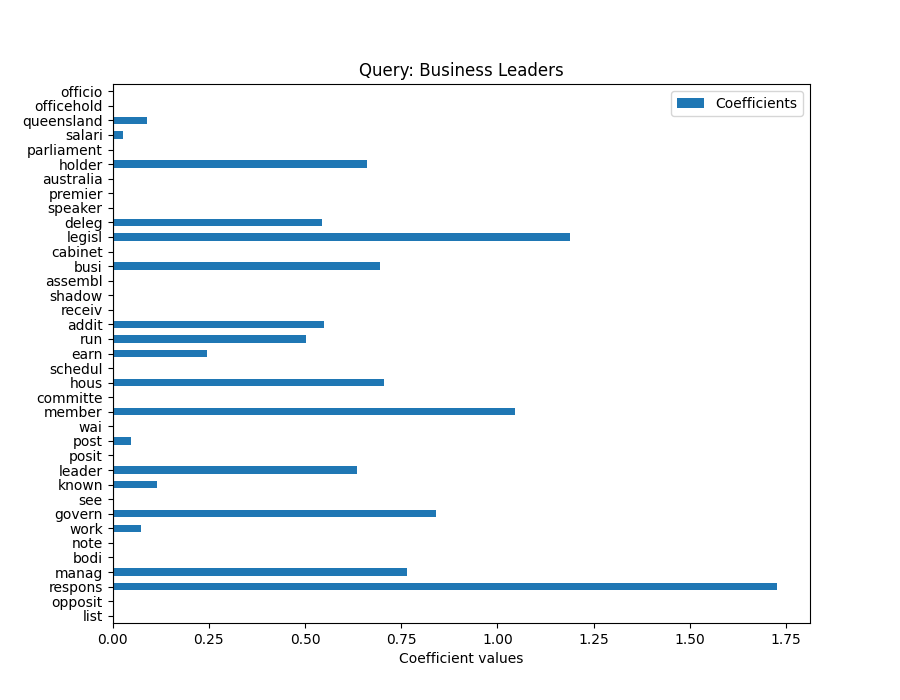 Query: Business Leaders
Coefficients
officio
officehold
queensland
salari
parliament
holder
australia
premier
speaker
deleg
legisl
cabinet
busi
assembl
shadow
receiv
addit
run
earn
schedul
hous
committe
member
wai
post
posit
leader
known
see
govern
work
note
bodi
manag
respons
opposit
list
0.00 0.25 0.50 0.75 1.00 1.25 1.50 1.75
Coefficient values